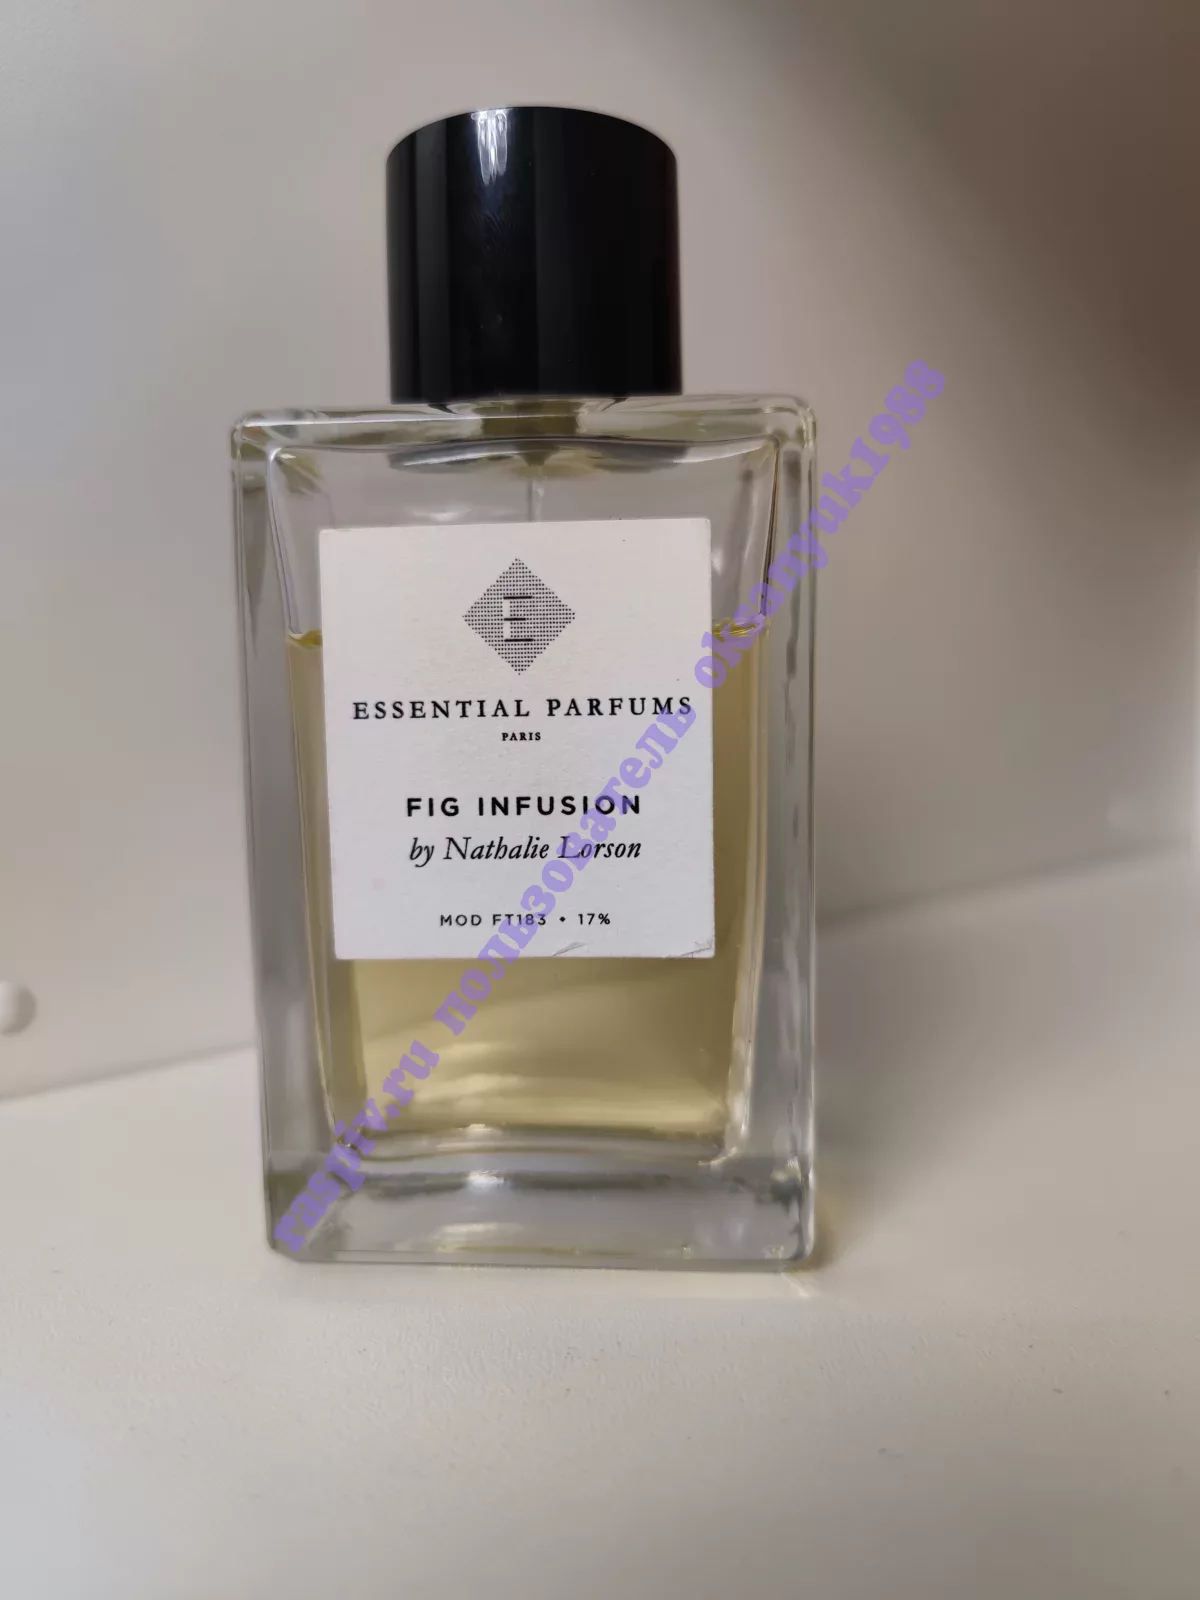 E
ESSENTIAL PARFUMS
PARIS
FIG INFUSION
by Nathalie Lorson
MOD FT183 • 17%
raspiv.ru пользователь oksanyuk1988